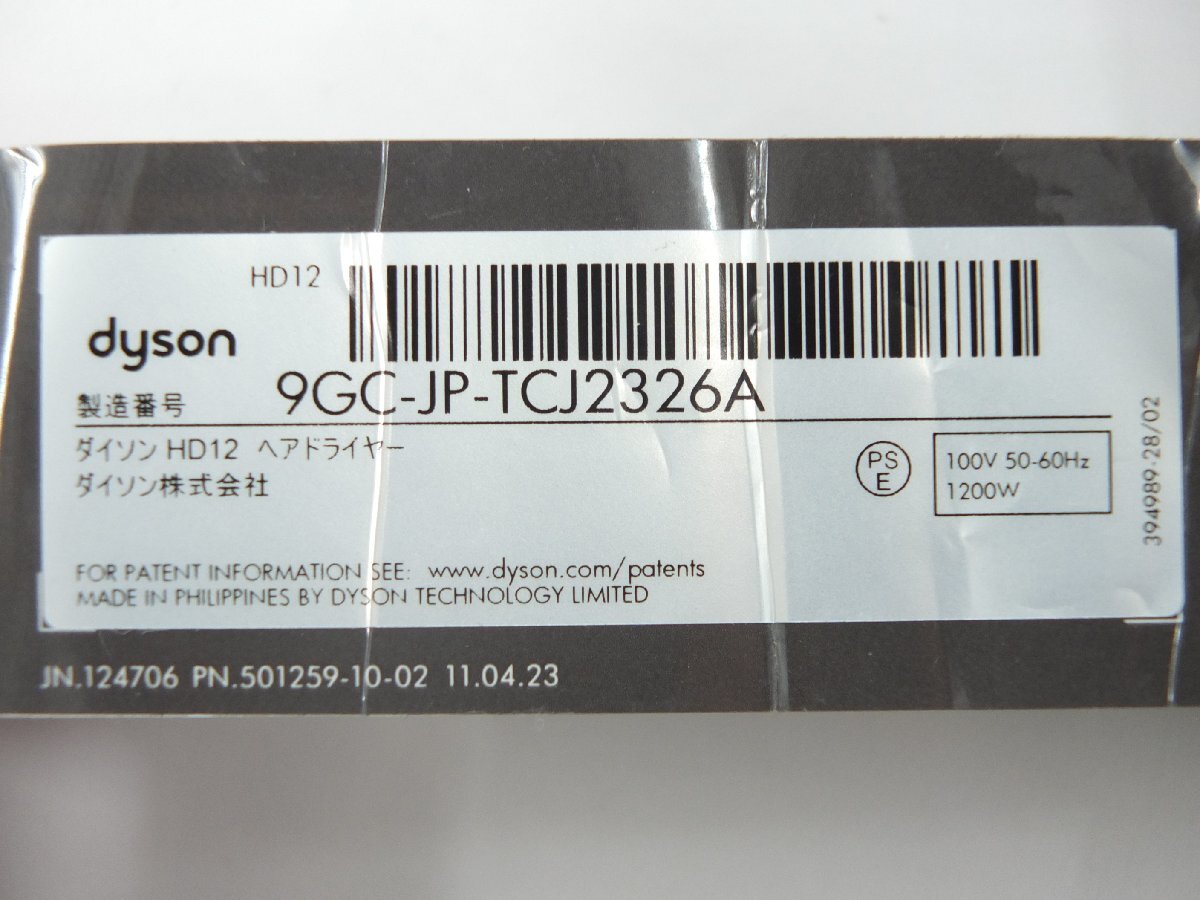 HD12
dyson
製造番号 9GC-JP-TCJ2326A
ダイソン HD12 ヘアドライヤー
ダイソン株式会社
PS
E
100V 50-60Hz
1200W
394989-28/02
FOR PATENT INFORMATION SEE: www.dyson.com/patents
MADE IN PHILIPPINES BY DYSON TECHNOLOGY LIMITED
JN.124706 PN.501259-10-02 11.04.23